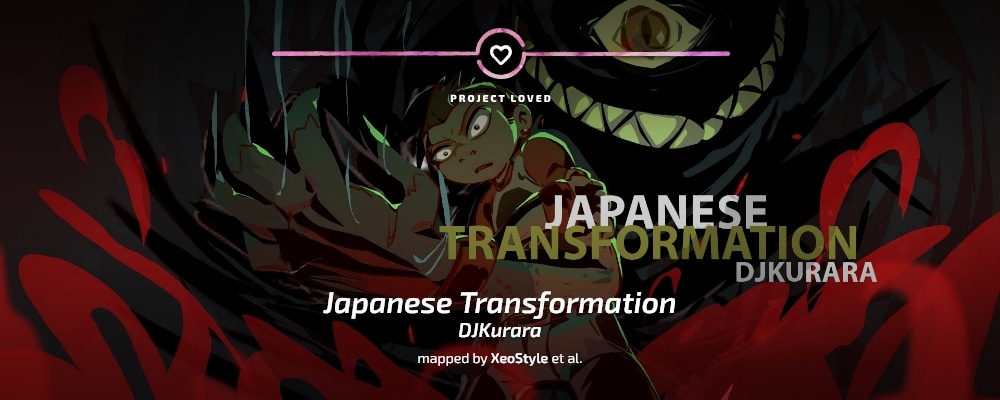 PROJECT LOVED
JAPANESE
TRANSFORMATION
DJKURARA
Japanese Transformation
DJKurara
mapped by XeoStyle et al.